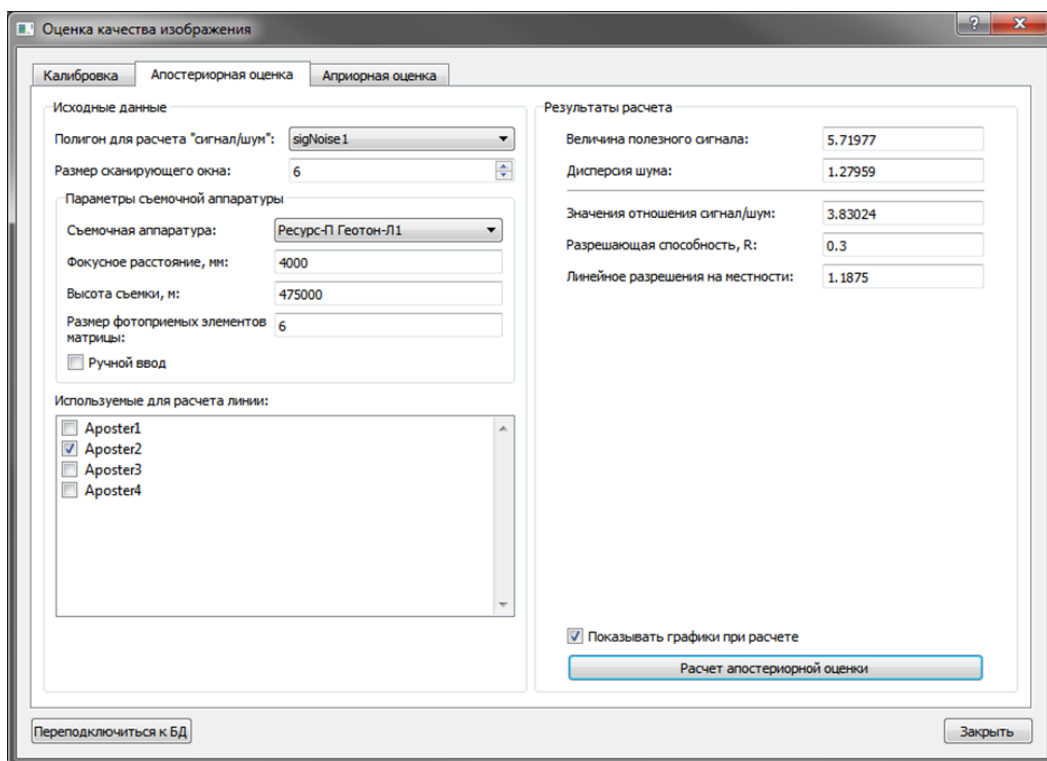 Оценка качества изображения
Калибровка Апостериорная оценка Априорная оценка
Исходные данные
Полигон для расчета "сигнал/шум": sigNoise1
Размер сканирующего окна: 6
Параметры съемочной аппаратуры
Съемочная аппаратура: Ресурс-П Геотон-Л1
Фокусное расстояние, мм: 4000
Высота съемки, м: 475000
Размер фотоприемых элементов
матрицы: 6
Ручной ввод
Используемые для расчета линии:
Aposter1
Aposter2
Aposter3
Aposter4
Результаты расчета
Величина полезного сигнала: 5.71977
Дисперсия шума: 1.27959
Значения отношения сигнал/шум: 3.83024
Разрешающая способность, R: 0.3
Линейное разрешения на местности: 1.1875
Показывать графики при расчете
Расчет апостериорной оценки
Переподключиться к БД
Закрыть